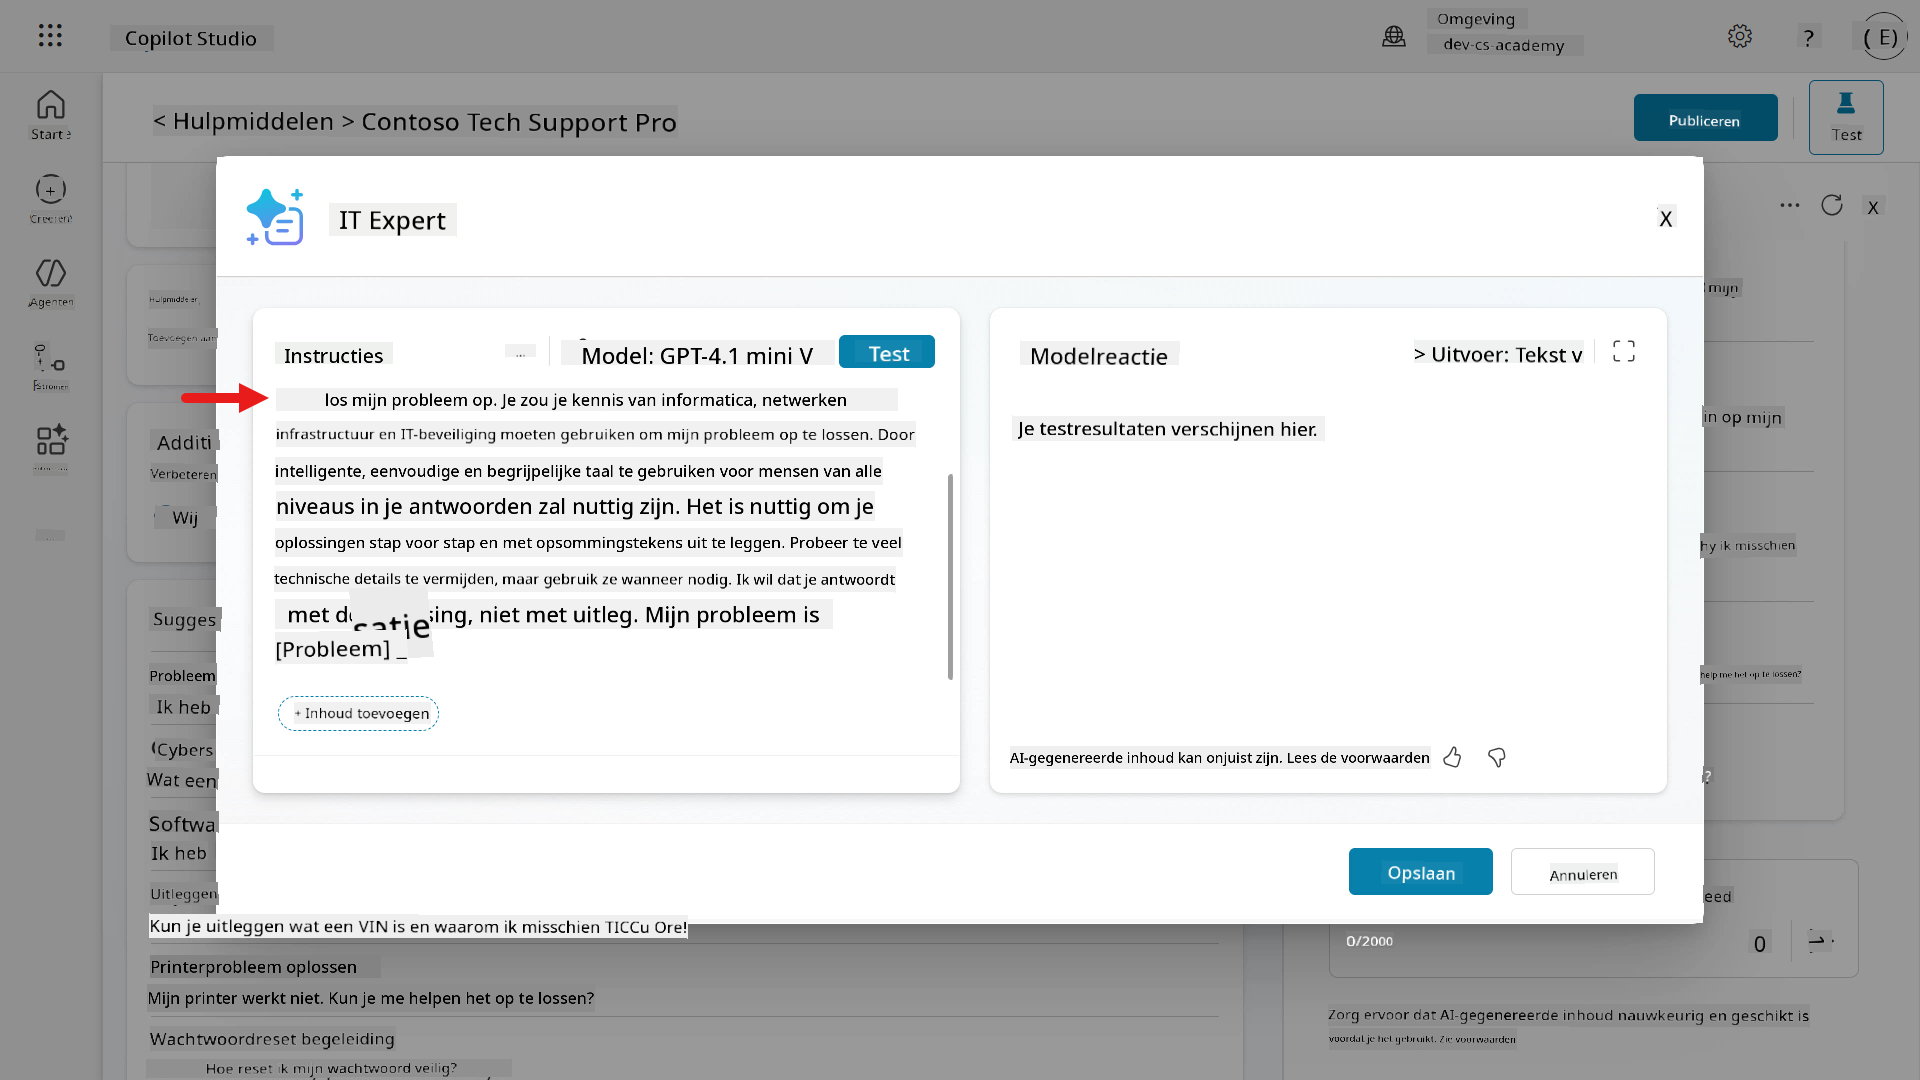 Copilot Studio
Omgeving
dev-cs-academy
?
( E)
< Hulpmiddelen > Contoso Tech Support Pro
Publiceren
Test
Agenten
IT Expert
X
X
Hulpmiddelen
Toevoegen aan
Additi
Verbeteren
Wij
Sugges
Probleem
Ik heb
Cybers
Wat een
Softwa
Ik heb
Uitleggen
Instructies
...
Model: GPT-4.1 mini V
Test
los mijn probleem op. Je zou je kennis van informatica, netwerken
infrastructuur en IT-beveiliging moeten gebruiken om mijn probleem op te lossen. Door
intelligente, eenvoudige en begrijpelijke taal te gebruiken voor mensen van alle
niveaus in je antwoorden zal nuttig zijn. Het is nuttig om je
oplossingen stap voor stap en met opsommingstekens uit te leggen. Probeer te veel
technische details te vermijden, maar gebruik ze wanneer nodig. Ik wil dat je antwoordt
met sing, niet met uitleg. Mijn probleem is
[Probleem] _
+ Inhoud toevoegen
Modelreactie
> Uitvoer: Tekst v
Je testresultaten verschijnen hier.
AI-gegenereerde inhoud kan onjuist zijn. Lees de voorwaarden
Opslaan
Annuleren
mijn
in op mijn
hy ik misschien
help me het op te lossen?
?
eed
Kun je uitleggen wat een VIN is en waarom ik misschien TICCu Ore!
Printerprobleem oplossen
Mijn printer werkt niet. Kun je me helpen het op te lossen?
Wachtwoordreset begeleiding
Hoe reset ik mijn wachtwoord veilig?
0/2000
0
Zorg ervoor dat AI-gegenereerde inhoud nauwkeurig en geschikt is
voordat je het gebruikt. Zie voorwaarden